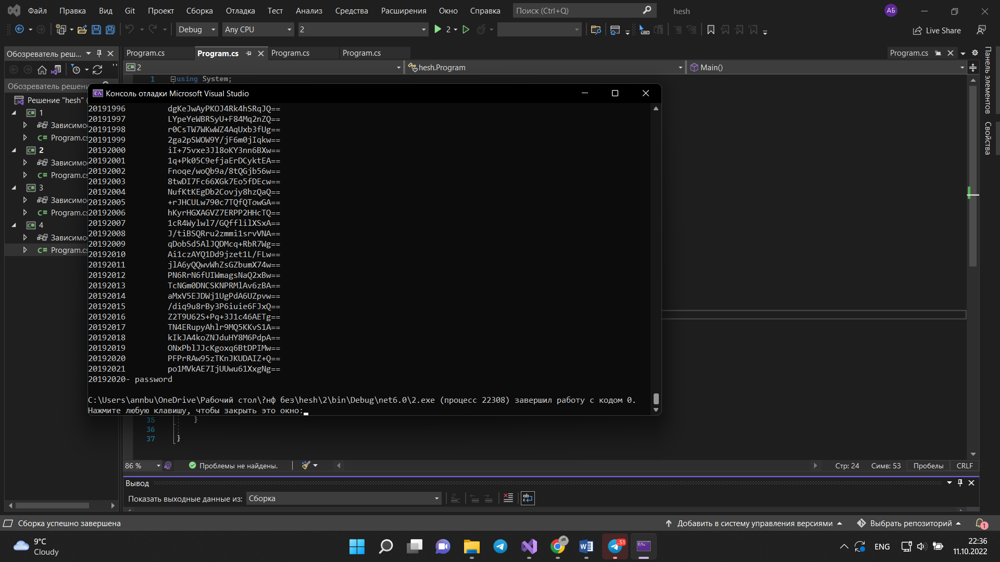 Файл Правка Вид Git Проект Сборка Отладка Тест Анализ Средства Расширения Окно Справка Поиск (Ctrl+Q) hesh АБ
Debug Any CPU 2 2 Live Share
Обозреватель реш... Program.cs Program.cs Program.cs Program.cs Program.cs
2 hesh.Program Main()
Панель элементов
Свойства
Обозреватель решени
1 using System;
Решение "hesh" (
1
Зависимо
C# Program.cs
2
Зависимо
C# Program.cs
3
Зависимо
C# Program.cs
4
Зависимо
C# Program.cs
Консоль отладки Microsoft Visual Studio
20191996 dgKeJwAyPKOJ4Rk4hSRqJQ==
20191997 LYpeYeWBRSyU+F84Mq2nZQ==
20191998 r0CsTW7WKwWZ4AqUxb3fUg==
20191999 2ga2pSWOW9Y/jF6m0jIqkw==
20192000 iI+75vxe3Jl8oKY3nn6BXw==
20192001 1q+Pk05C9efjaErDCyktEA==
20192002 Fnoqe/woQb9a/8tQGjb56w==
20192003 8twDI7Fc66XGk7Eo5fDEcw==
20192004 NufKtKEgDb2Covjy8hzQaQ==
20192005 +rJHCULw790c7TQfQTowGA==
20192006 hKyrHGXAGVZ7ERPP2HHcTQ==
20192007 1cR4Wylwl7/GQfflilXSxA==
20192008 J/tiBSQRru2zmmi1srvVNA==
20192009 qDobSd5AlJQDMcq+RbR7Wg==
20192010 Ai1czAYQ1Dd9jzet1L/FLw==
20192011 jlA6yQQwvWhZsGZbumX74w==
20192012 PN6RrN6fUIWmagsNaQ2xBw==
20192013 TcNGm0DNCSKNPRMlAv6zBA==
20192014 aMxV5EJDWj1UgPdA6UZpvw==
20192015 /diq9u8rBy3P6iuie6FJxQ==
20192016 Z2T9U62S+Pq+3J1c46AETg==
20192017 TN4ERupyAhlr9MQ5KKvS1A==
20192018 kIkJA4koZNJduHY8M6PdpA==
20192019 ONxPblJJcKgoxq6BtDPIMw==
20192020 PFPrRAw95zTKnJKUDAIZ+Q==
20192021 po1MVkAE7IjUUwu61XxgNg==
20192020- password
C:\Users\annbu\OneDrive\Рабочий стол\?нф без\hesh\2\bin\Debug\net6.0\2.exe (процесс 22308) завершил работу с кодом 0.
Нажмите любую клавишу, чтобы закрыть это окно:
35 }
36
37 }
86 % Проблемы не найдены. Стр: 24 Симв: 53 Пробелы CRLF
Вывод
Показать выходные данные из: Сборка
Сборка успешно завершена Добавить в систему управления версиями Выбрать репозиторий 1
9°C
Cloudy
51
ENG
22:36
11.10.2022